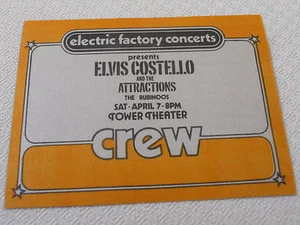 electric factory concerts
presents
ELVIS COSTELLO
AND THE
ATTRACTIONS
THE RUBINOOS
SAT· APRIL 7· 8PM
TOWER THEATER
crew